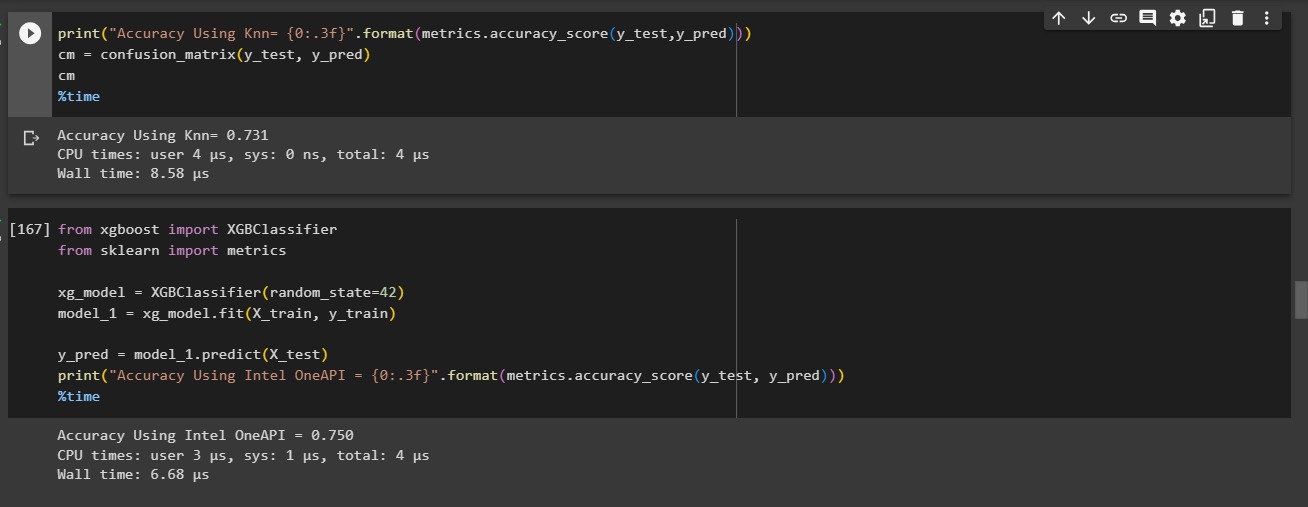 print("Accuracy Using Knn= {0:.3f}".format(metrics.accuracy_score(y_test,y_pred)))
cm = confusion_matrix(y_test, y_pred)
cm
%time
Accuracy Using Knn= 0.731
CPU times: user 4 µs, sys: 0 ns, total: 4 µs
Wall time: 8.58 µs
[167] from xgboost import XGBClassifier
from sklearn import metrics
xg_model = XGBClassifier(random_state=42)
model_1 = xg_model.fit(X_train, y_train)
y_pred = model_1.predict(X_test)
print("Accuracy Using Intel OneAPI = {0:.3f}".format(metrics.accuracy_score(y_test, y_pred)))
%time
Accuracy Using Intel OneAPI = 0.750
CPU times: user 3 µs, sys: 1 µs, total: 4 µs
Wall time: 6.68 µs